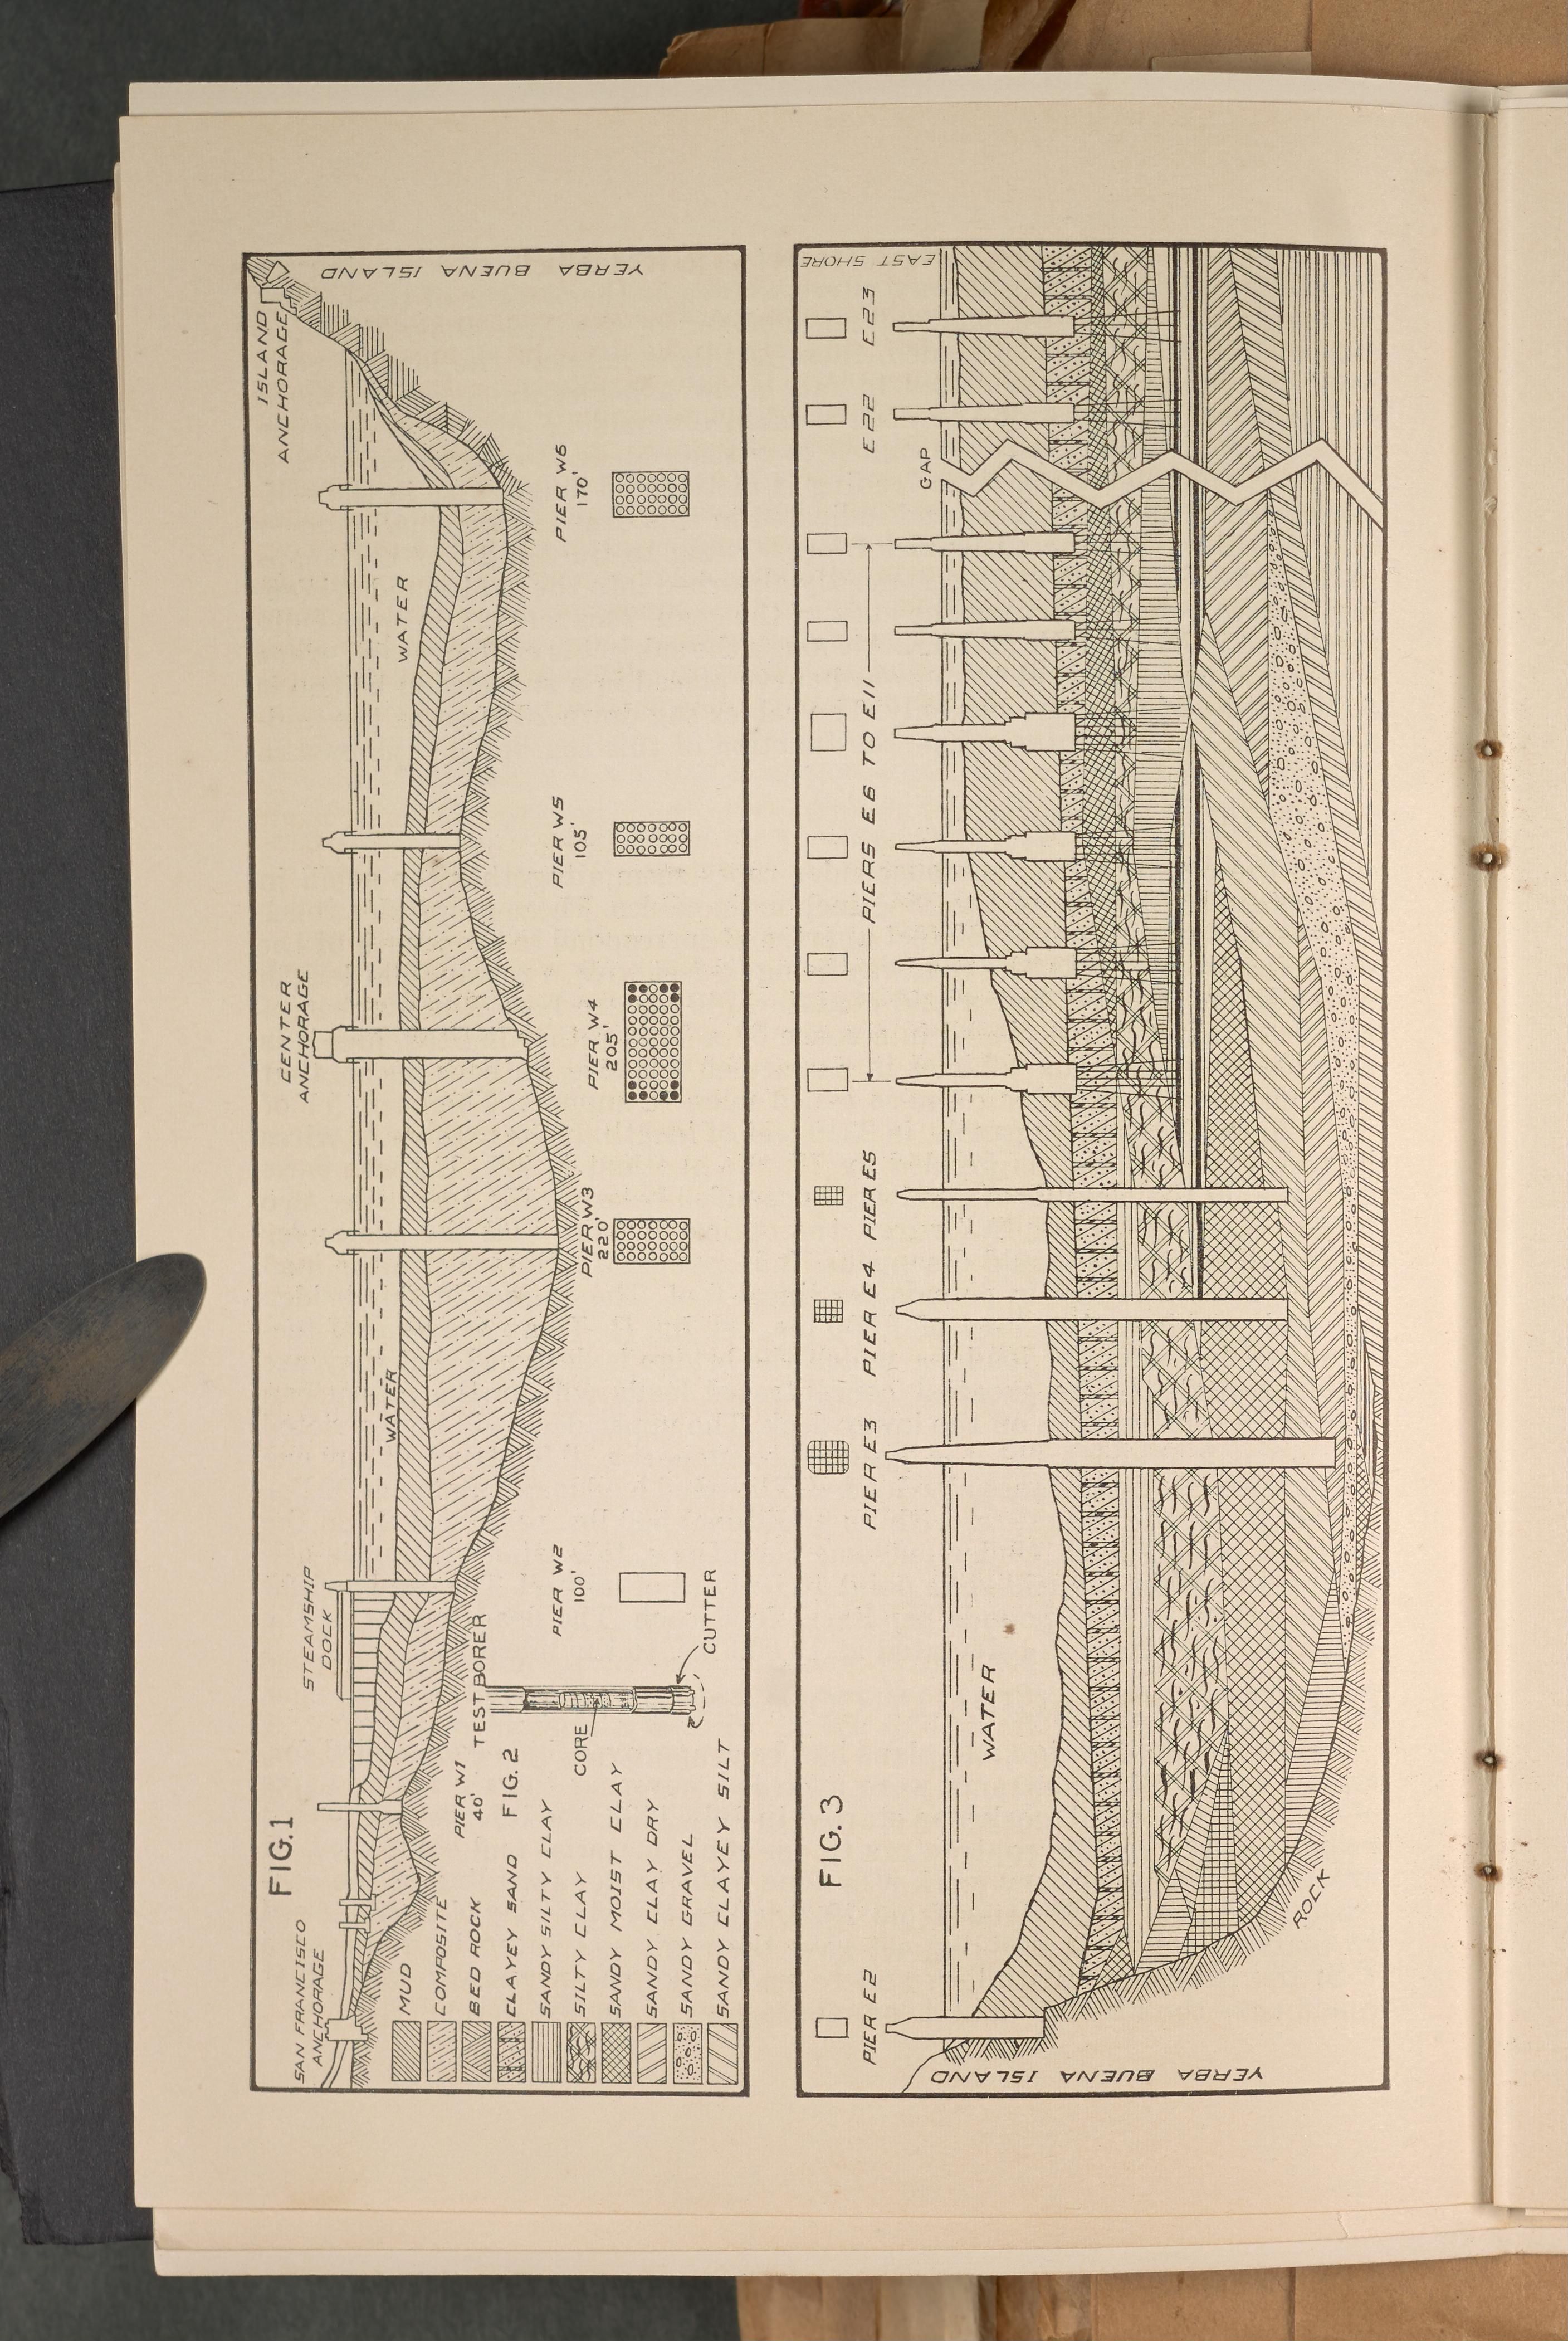 FIG.1
SAN FRANCISCO
ANCHORAGE
STEAMSHIP
DOCK
CENTER
ANCHORAGE
ISLAND
ANCHORAGE
YERBA BUENA ISLAND
WATER
WATER
PIER W1
40'
PIER W2
100'
PIER W3
220'
PIER W4
205'
PIER W5
105'
PIER W6
170'
TEST BORER
FIG. 2
CORE
CUTTER
MUD
COMPOSITE
BED ROCK
CLAYEY SAND
SANDY SILTY CLAY
SILTY CLAY
SANDY MOIST CLAY
SANDY CLAY DRY
SANDY GRAVEL
SANDY CLAYEY SILT
FIG. 3
PIER E2
PIER E3
PIER E4
PIER E5
PIERS E6 TO E11
E22
E23
GAP
EAST SHORE
WATER
ROCK
YERBA BUENA ISLAND